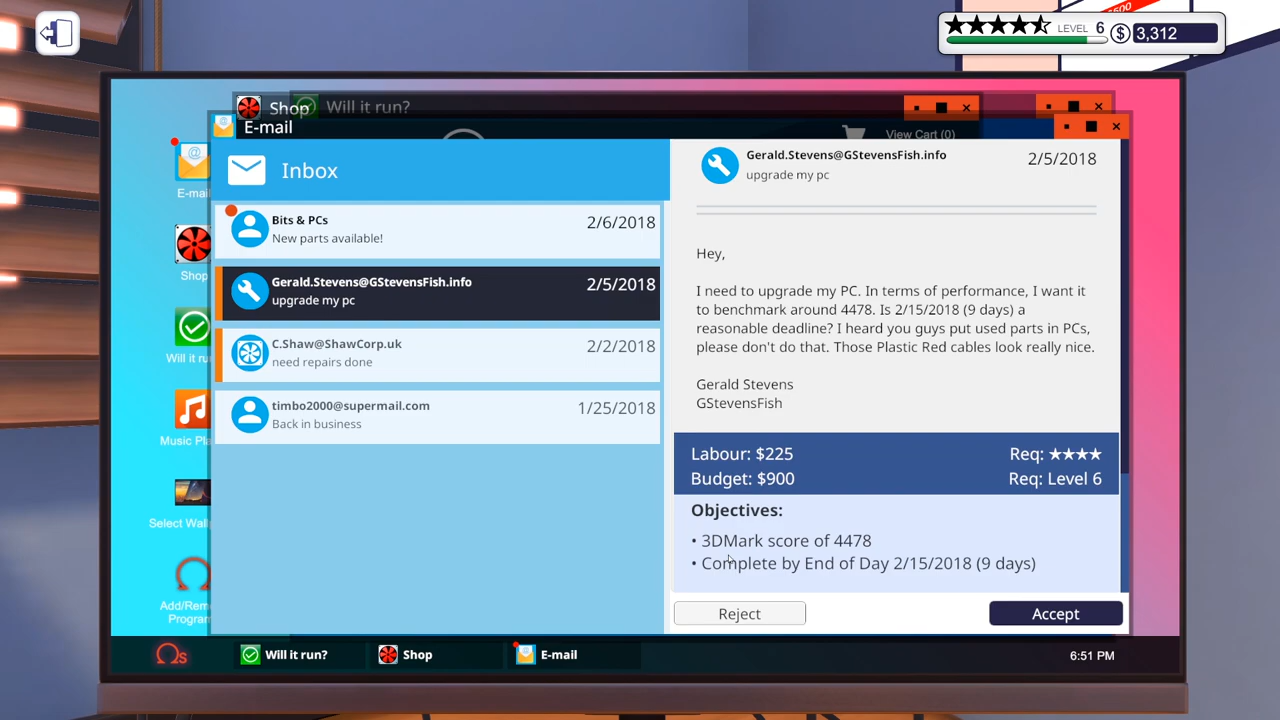 LEVEL 6
$ 3,312
500
Shop
Will it run?
E-mail
View Cart (0)
E-mail
Shop
Will it ru
Music Pla
Select Wallp
Add/Rem
Program
Inbox
Bits & PCs
2/6/2018
New parts available!
Gerald.Stevens@GStevensFish.info
2/5/2018
upgrade my pc
C.Shaw@ShawCorp.uk
2/2/2018
need repairs done
timbo2000@supermail.com
1/25/2018
Back in business
Gerald.Stevens@GStevensFish.info
2/5/2018
upgrade my pc
Hey,
I need to upgrade my PC. In terms of performance, I want it
to benchmark around 4478. Is 2/15/2018 (9 days) a
reasonable deadline? I heard you guys put used parts in PCs,
please don't do that. Those Plastic Red cables look really nice.
Gerald Stevens
GStevensFish
Labour: $225
Req: ★★★★
Budget: $900
Req: Level 6
Objectives:
• 3DMark score of 4478
• Complete by End of Day 2/15/2018 (9 days)
Reject
Accept
Will it run?
Shop
E-mail
6:51 PM